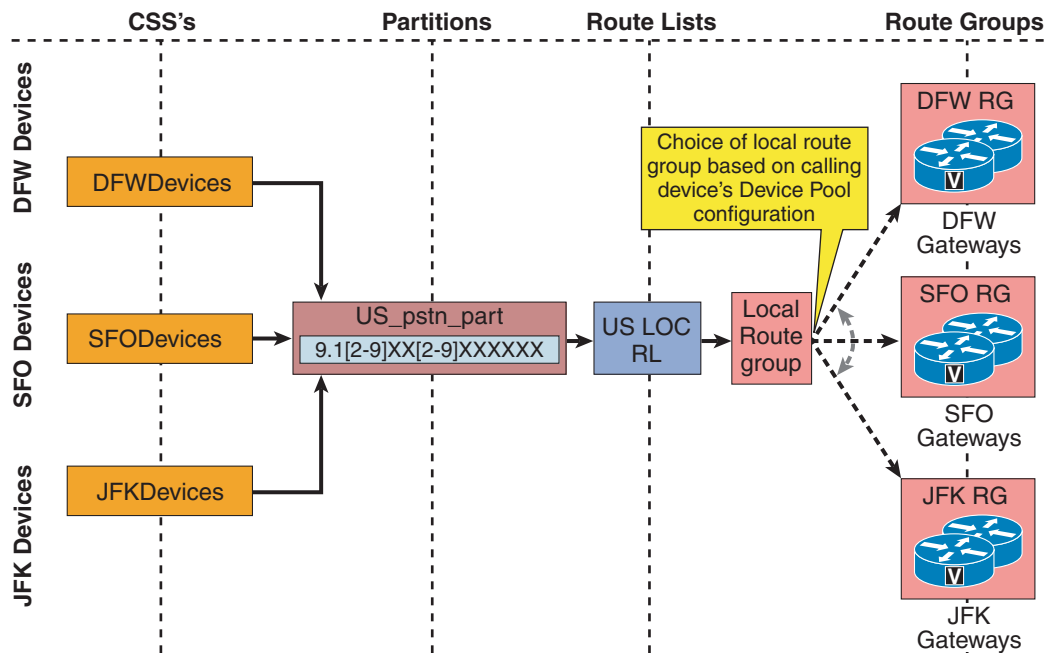 CSS's
Partitions
Route Lists
Route Groups
DFW Devices
SFO Devices
JFK Devices
DFWDevices
SFODevices
JFKDevices
US_pstn_part
9.1[2-9]XX[2-9]XXXXXX
US LOC
RL
Local
Route
group
Choice of local route
group based on calling
device's Device Pool
configuration
DFW RG
V
DFW
Gateways
SFO RG
V
SFO
Gateways
JFK RG
V
JFK
Gateways